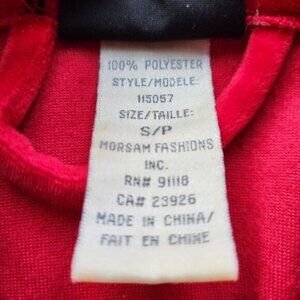 100% POLYESTER
STYLE/MODELE:
115057
SIZE/TAILLE:
S/P
MORSAM FASHIONS
INC.
RN# 91118
CA# 23926
MADE IN CHINA/
FAIT EN CHINE